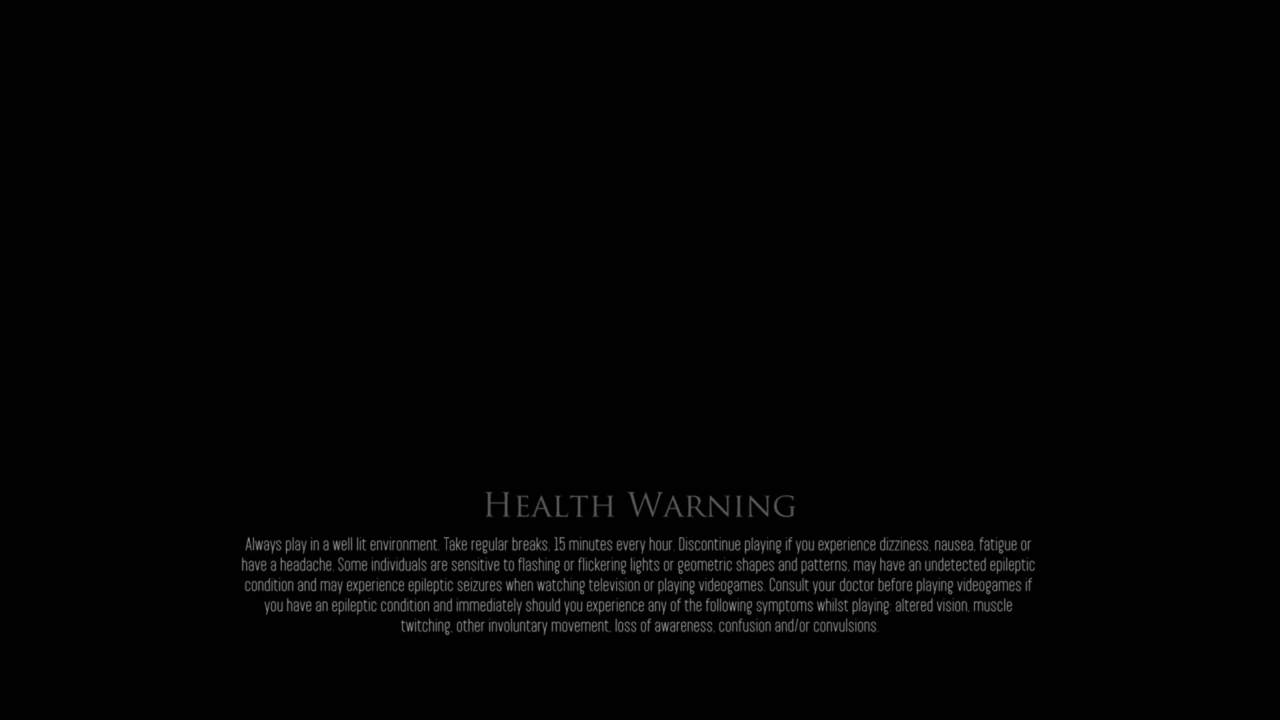 Health Warning
Always play in a well lit environment. Take regular breaks, 15 minutes every hour. Discontinue playing if you experience dizziness, nausea, fatigue or
have a headache. Some individuals are sensitive to flashing or flickering lights or geometric shapes and patterns, may have an undetected epileptic
condition and may experience epileptic seizures when watching television or playing videogames. Consult your doctor before playing videogames if
you have an epileptic condition and immediately should you experience any of the following symptoms whilst playing: altered vision, muscle
twitching, other involuntary movement, loss of awareness, confusion and/or convulsions.